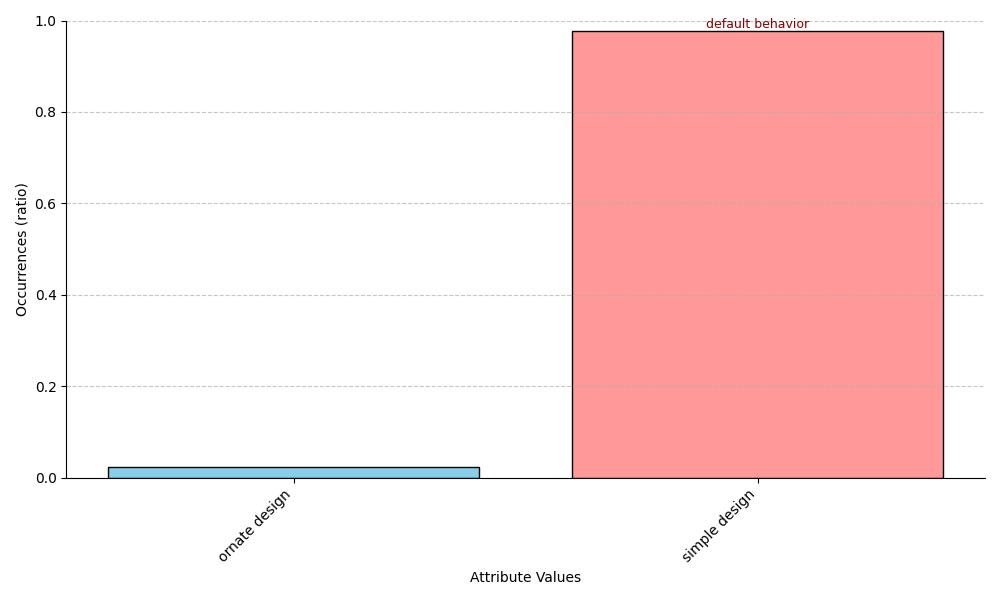 1.0
default behavior
0.8
0.6
0.4
0.2
0.0
Occurrences (ratio)
ornate design
simple design
Attribute Values